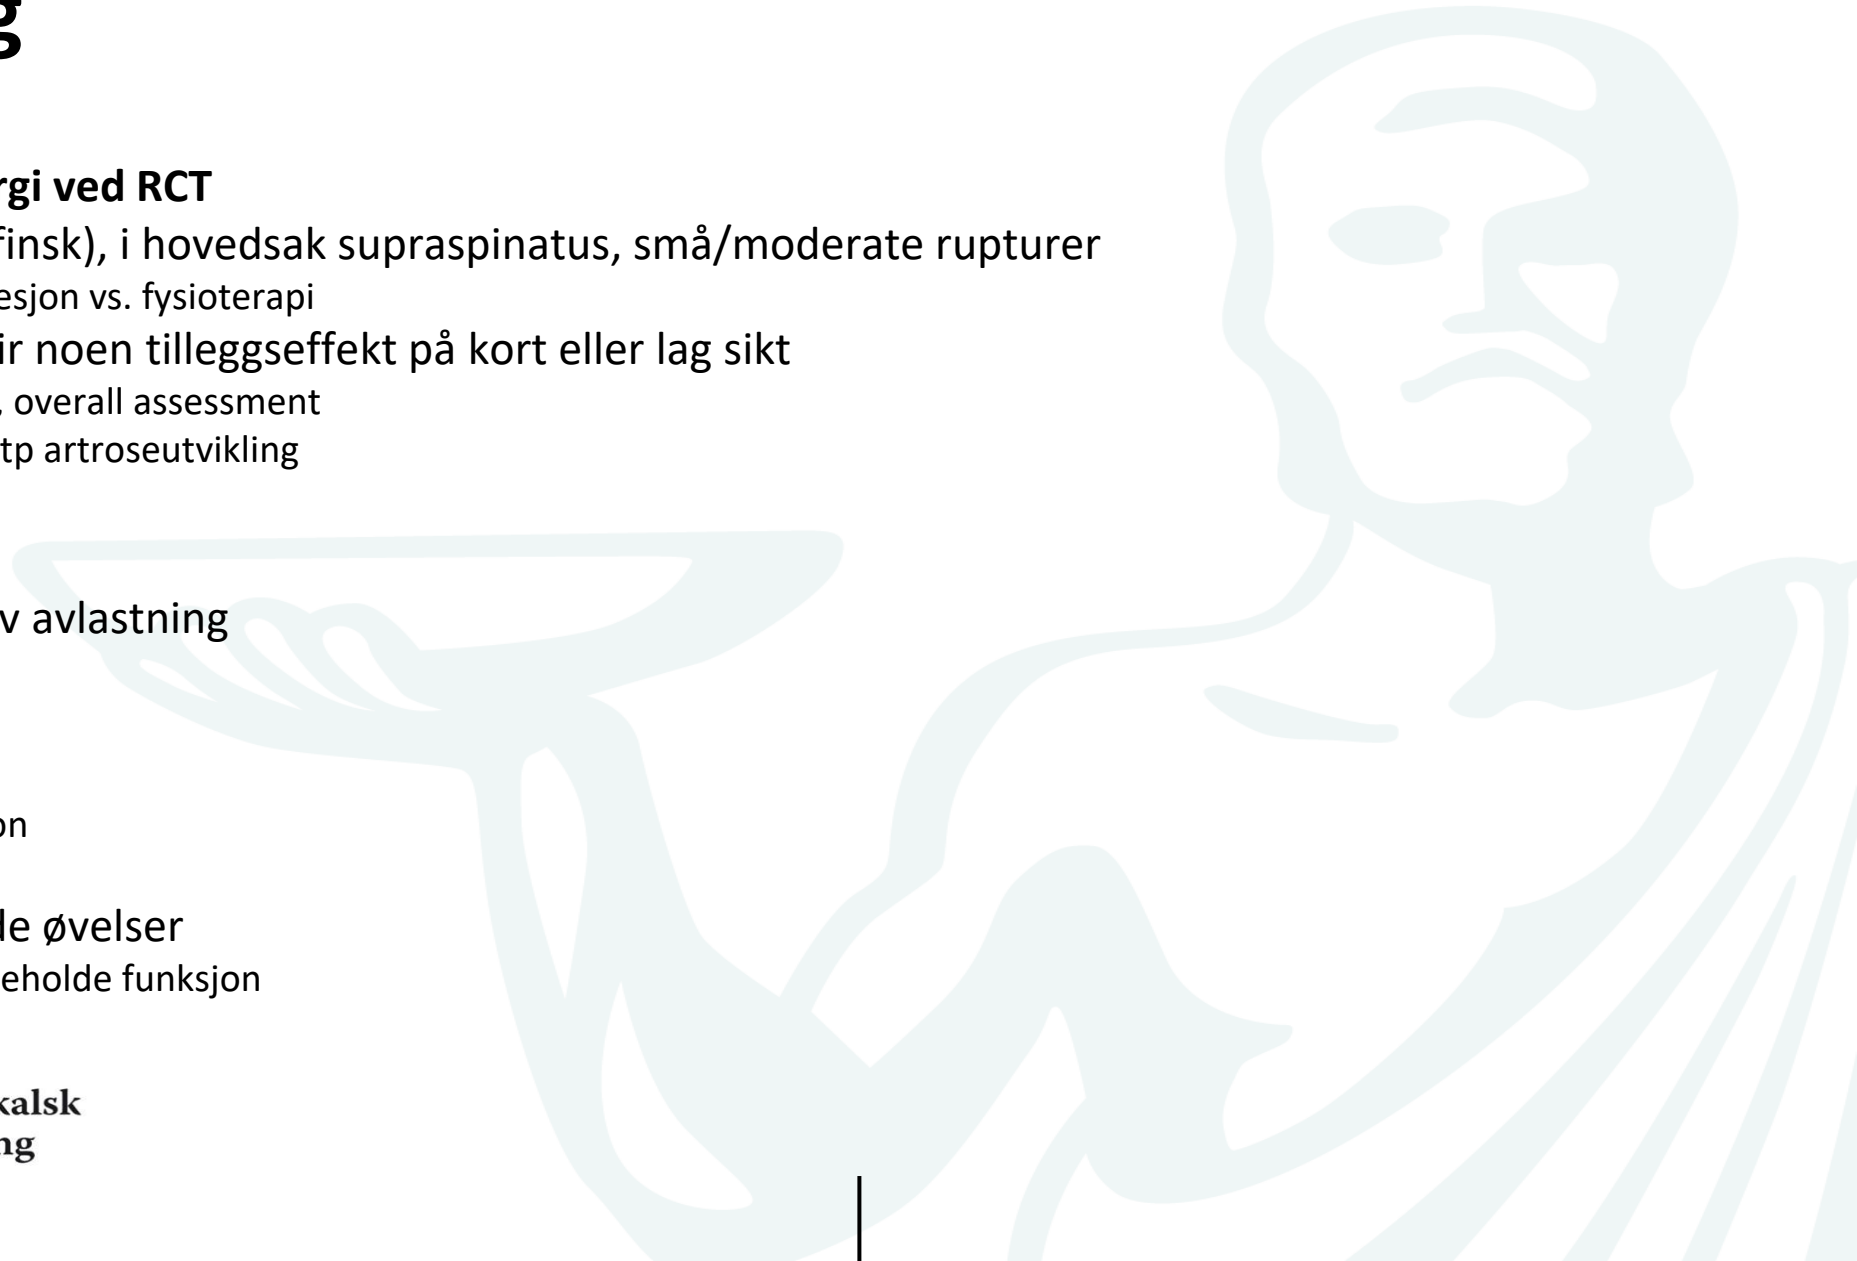 g
rgi ved RCT
finsk), i hovedsak supraspinatus, små/moderate rupturer
esjon vs. fysioterapi
ir noen tilleggseffekt på kort eller lag sikt
, overall assessment
tp artroseutvikling
v avlastning
on
de øvelser
eholde funksjon
kalsk
ng